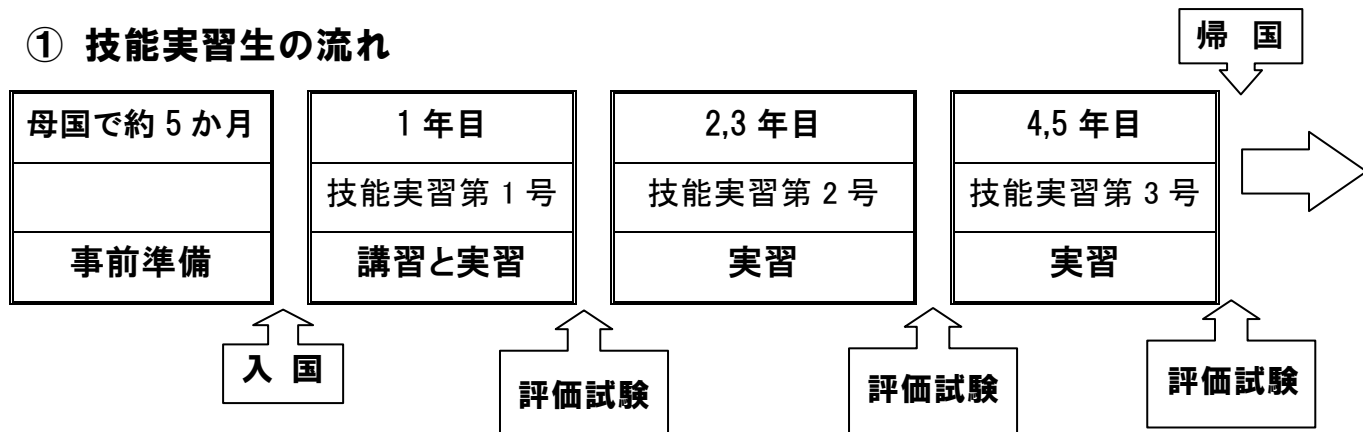 ① 技能実習生の流れ
帰 国
母国で約 5 か月
1 年目
2,3 年目
4,5 年目
技能実習第 1 号
技能実習第 2 号
技能実習第 3 号
事前準備
講習と実習
実習
実習
入 国
評価試験
評価試験
評価試験